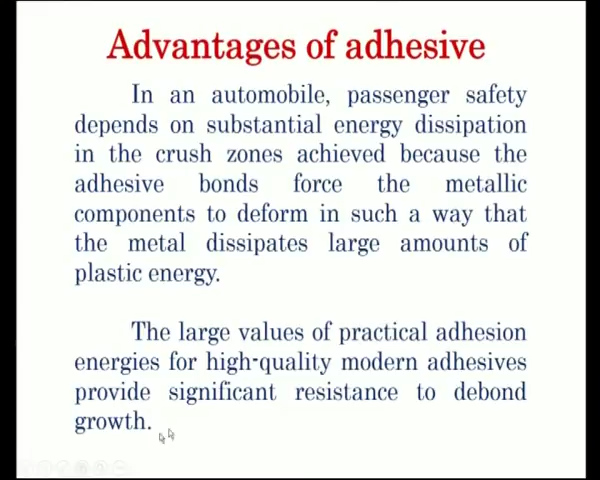 Advantages of adhesive
In an automobile, passenger safety
depends on substantial energy dissipation
in the crush zones achieved because the
adhesive bonds force the metallic
components to deform in such a way that
the metal dissipates large amounts of
plastic energy.
The large values of practical adhesion
energies for high-quality modern adhesives
provide significant resistance to debond
growth.